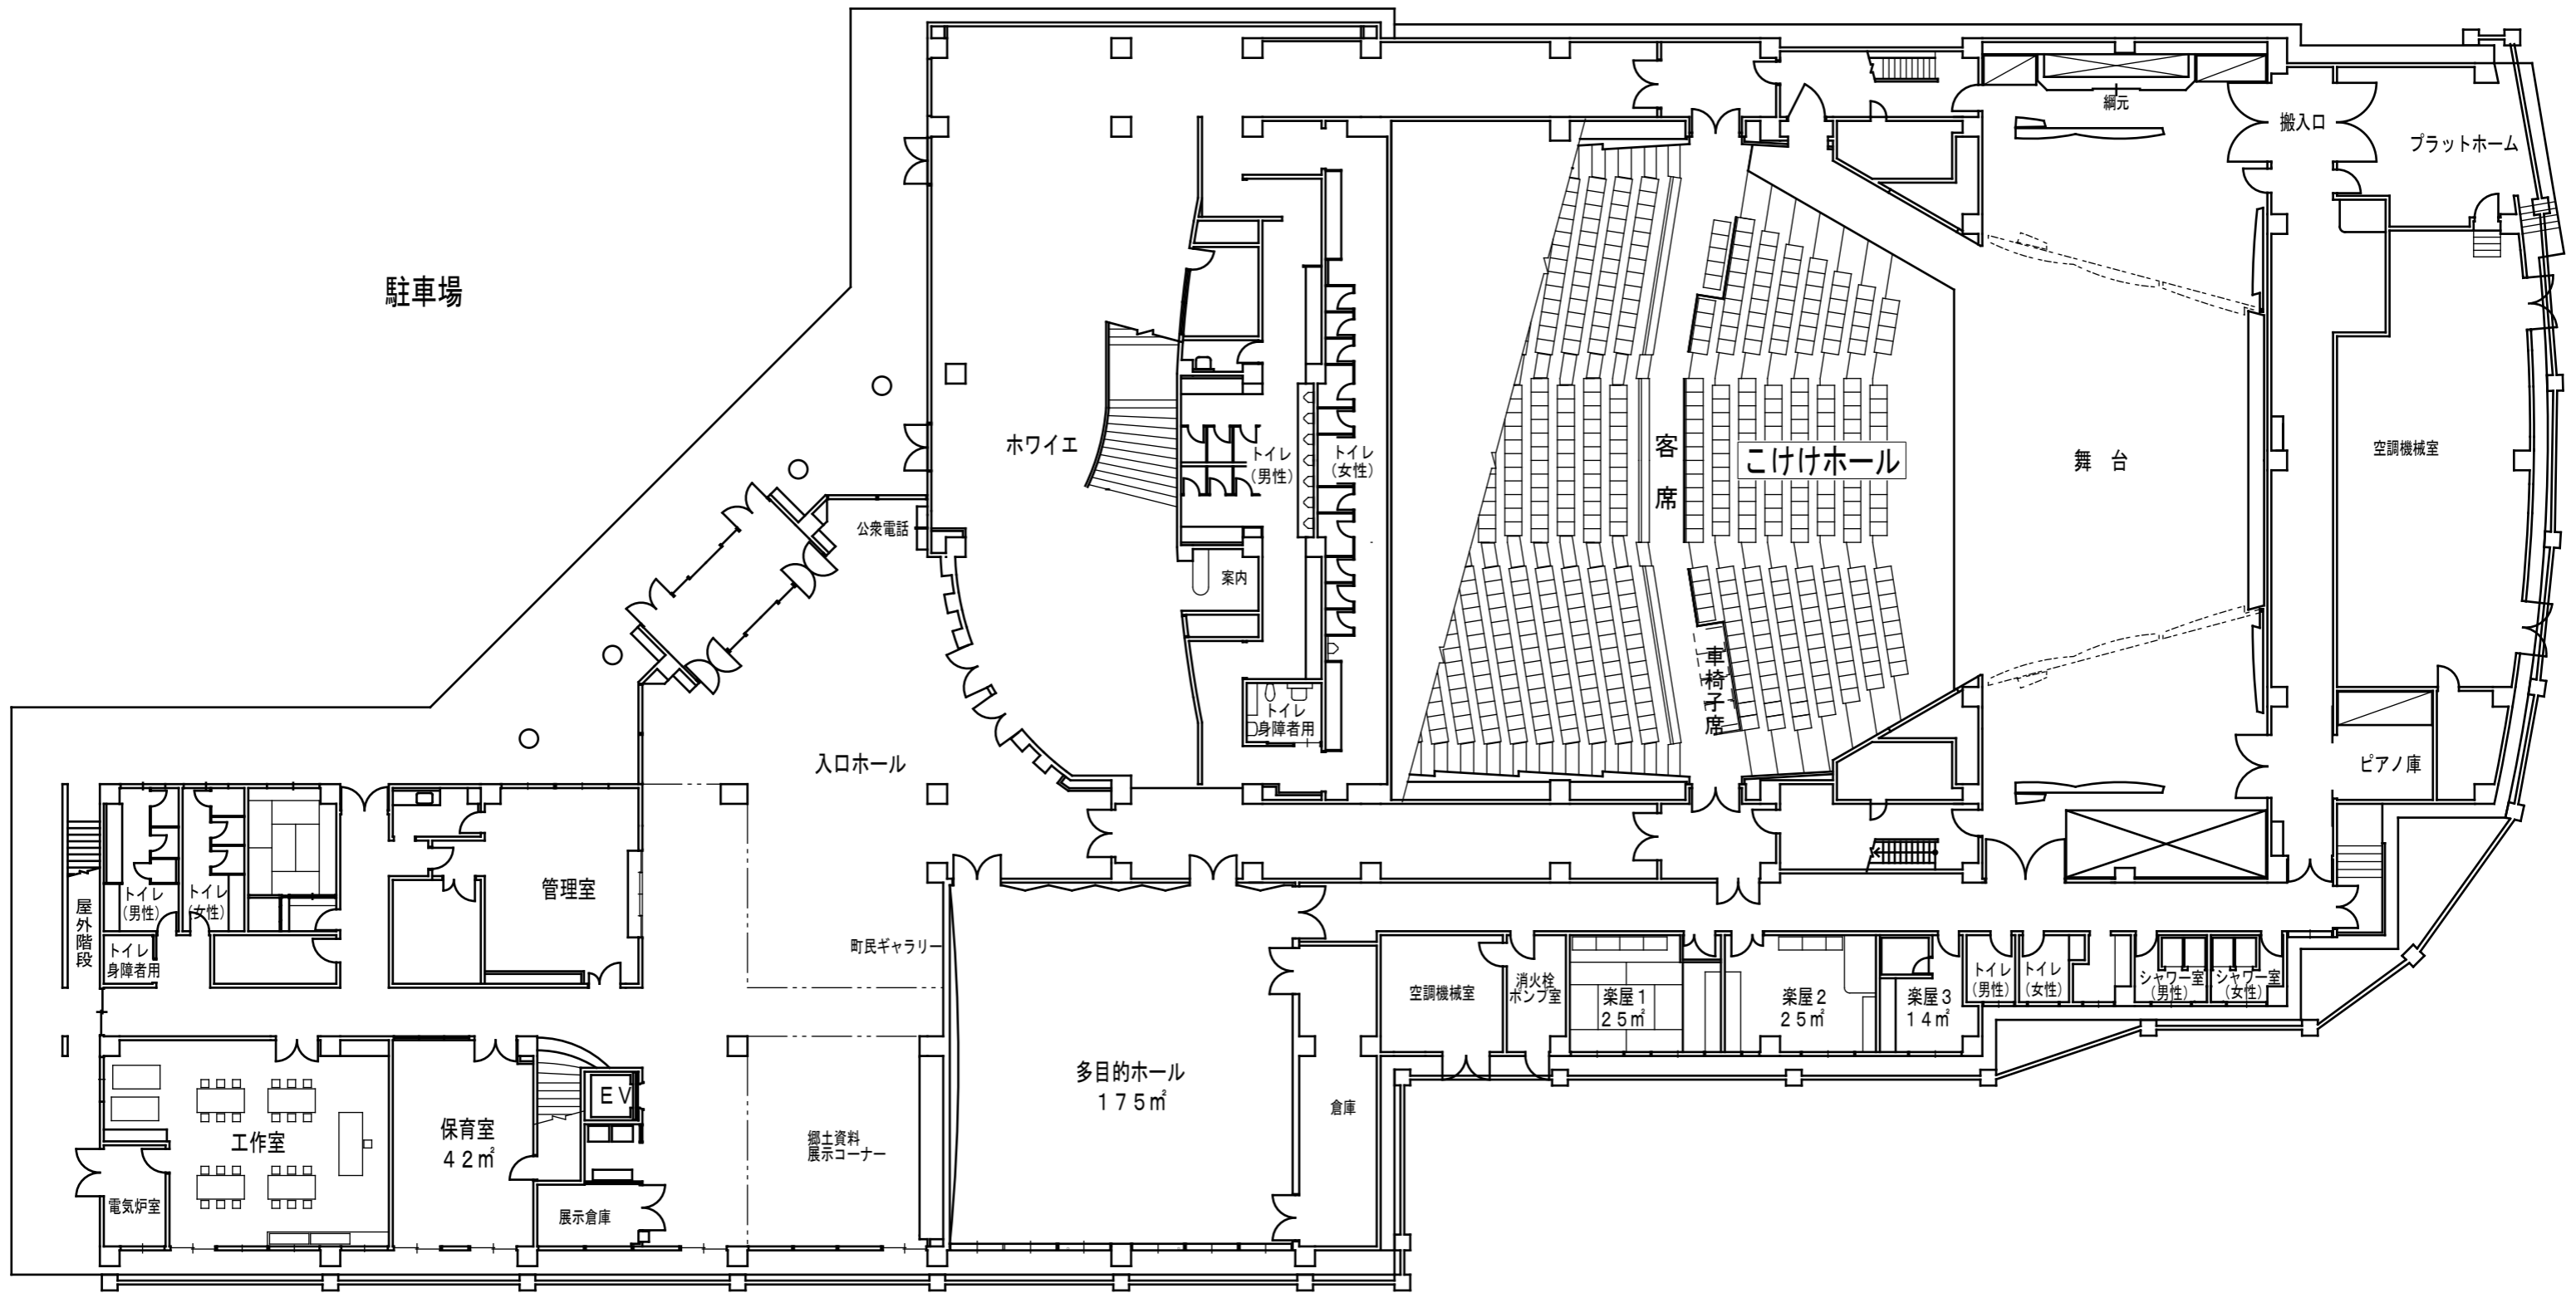 綱元
搬入口
プラットホーム
駐車場
ホワイエ
トイレ
(男性)
トイレ
(女性)
客席
こけけホール
舞　台
空調機械室
公衆電話
案内
車椅子席
トイレ
身障者用
入口ホール
ピアノ庫
屋外階段
トイレ
(男性)
トイレ
(女性)
管理室
トイレ
身障者用
町民ギャラリー
空調機械室
消火栓
ポンプ室
楽屋1
25㎡
楽屋2
25㎡
楽屋3
14㎡
トイレ
(男性)
トイレ
(女性)
シャワー室
(男性)
シャワー室
(女性)
工作室
保育室
42㎡
EV
郷土資料
展示コーナー
多目的ホール
175㎡
倉庫
電気炉室
展示倉庫